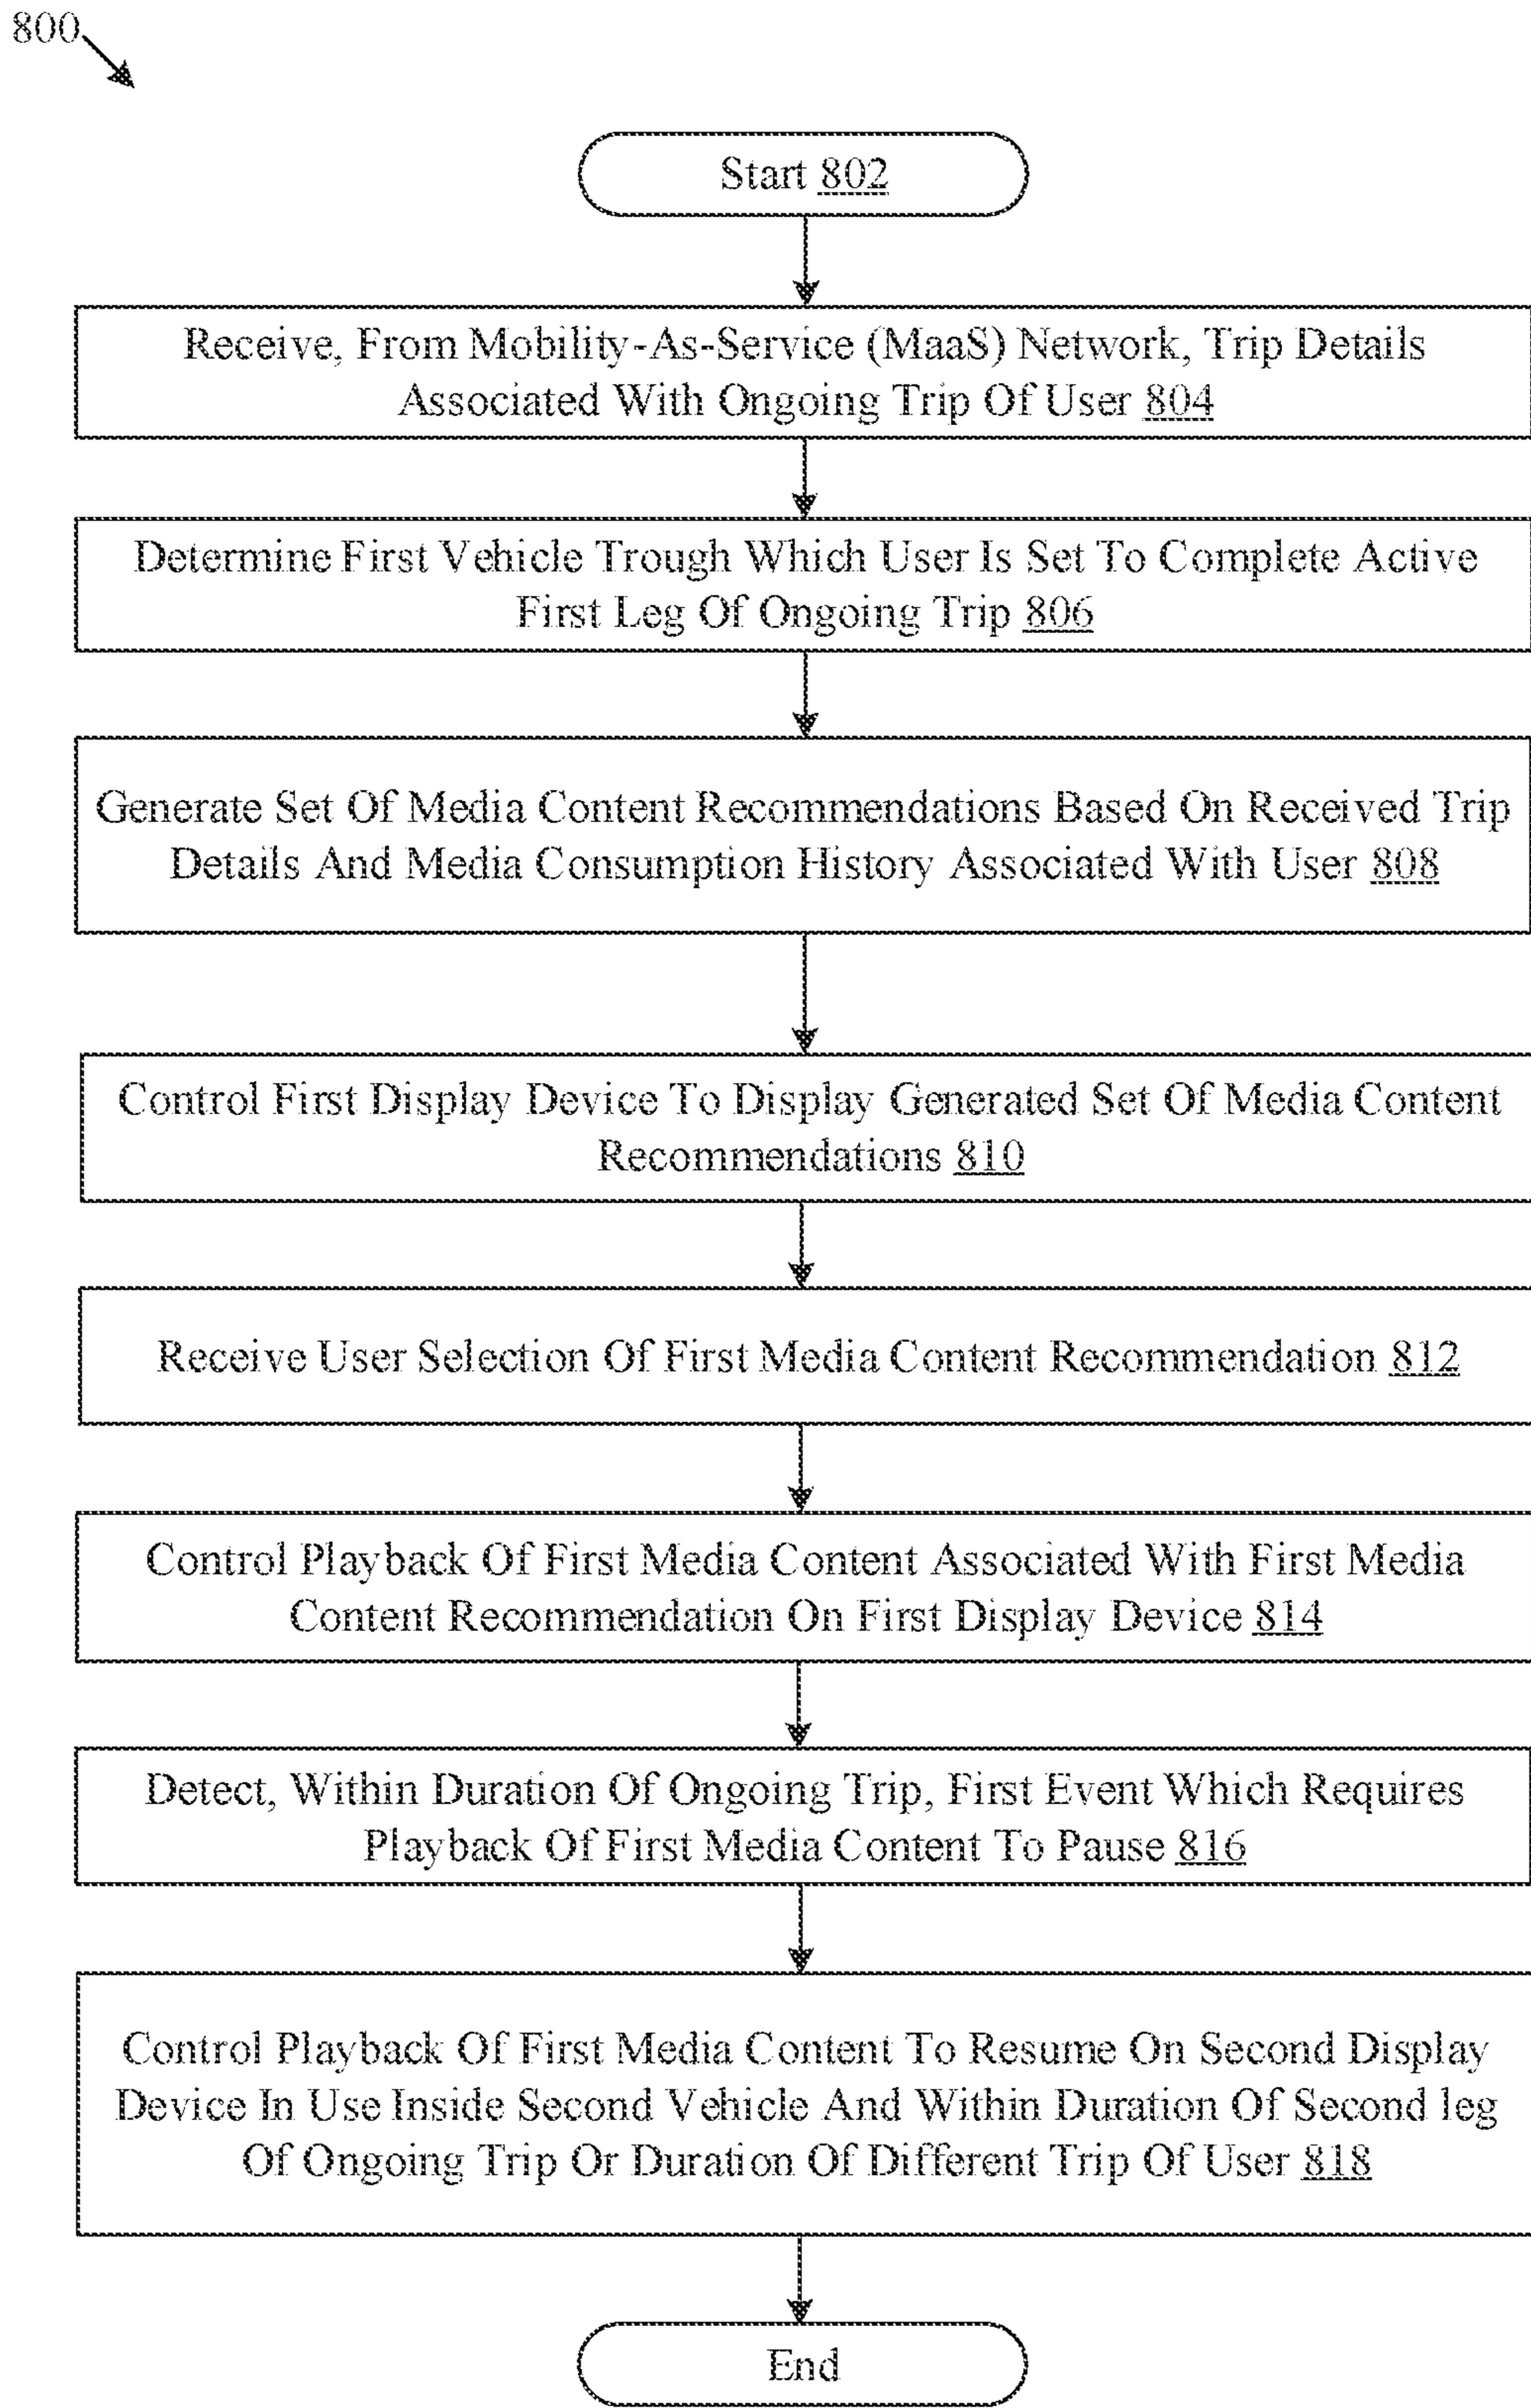 800
Start 802
Receive, From Mobility-As-Service (MaaS) Network, Trip Details
Associated With Ongoing Trip Of User 804
Determine First Vehicle Trough Which User Is Set To Complete Active
First Leg Of Ongoing Trip 806
Generate Set Of Media Content Recommendations Based On Received Trip
Details And Media Consumption History Associated With User 808
Control First Display Device To Display Generated Set Of Media Content
Recommendations 810
Receive User Selection Of First Media Content Recommendation 812
Control Playback Of First Media Content Associated With First Media
Content Recommendation On First Display Device 814
Detect, Within Duration Of Ongoing Trip, First Event Which Requires
Playback Of First Media Content To Pause 816
Control Playback Of First Media Content To Resume On Second Display
Device In Use Inside Second Vehicle And Within Duration Of Second leg
Of Ongoing Trip Or Duration Of Different Trip Of User 818
End